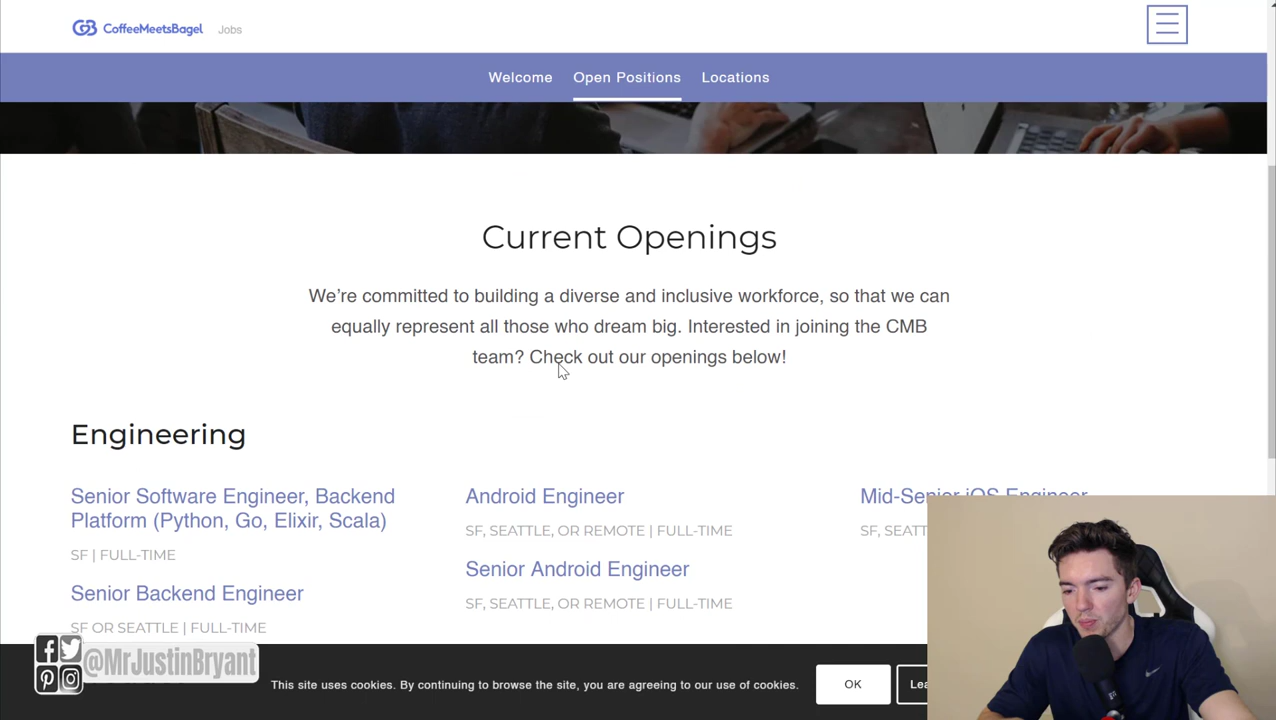 CoffeeMeetsBagel Jobs
Welcome Open Positions Locations
Current Openings
We're committed to building a diverse and inclusive workforce, so that we can
equally represent all those who dream big. Interested in joining the CMB
team? Check out our openings below!
Engineering
Senior Software Engineer, Backend
Platform (Python, Go, Elixir, Scala)
SF | FULL-TIME
Senior Backend Engineer
SF OR SEATTLE | FULL-TIME
Android Engineer
SF, SEATTLE, OR REMOTE | FULL-TIME
Senior Android Engineer
SF, SEATTLE, OR REMOTE | FULL-TIME
Mid-Senior iOS Engineer
SF, SEATT
@MrJustinBryant
This site uses cookies. By continuing to browse the site, you are agreeing to our use of cookies.
OK
Lea